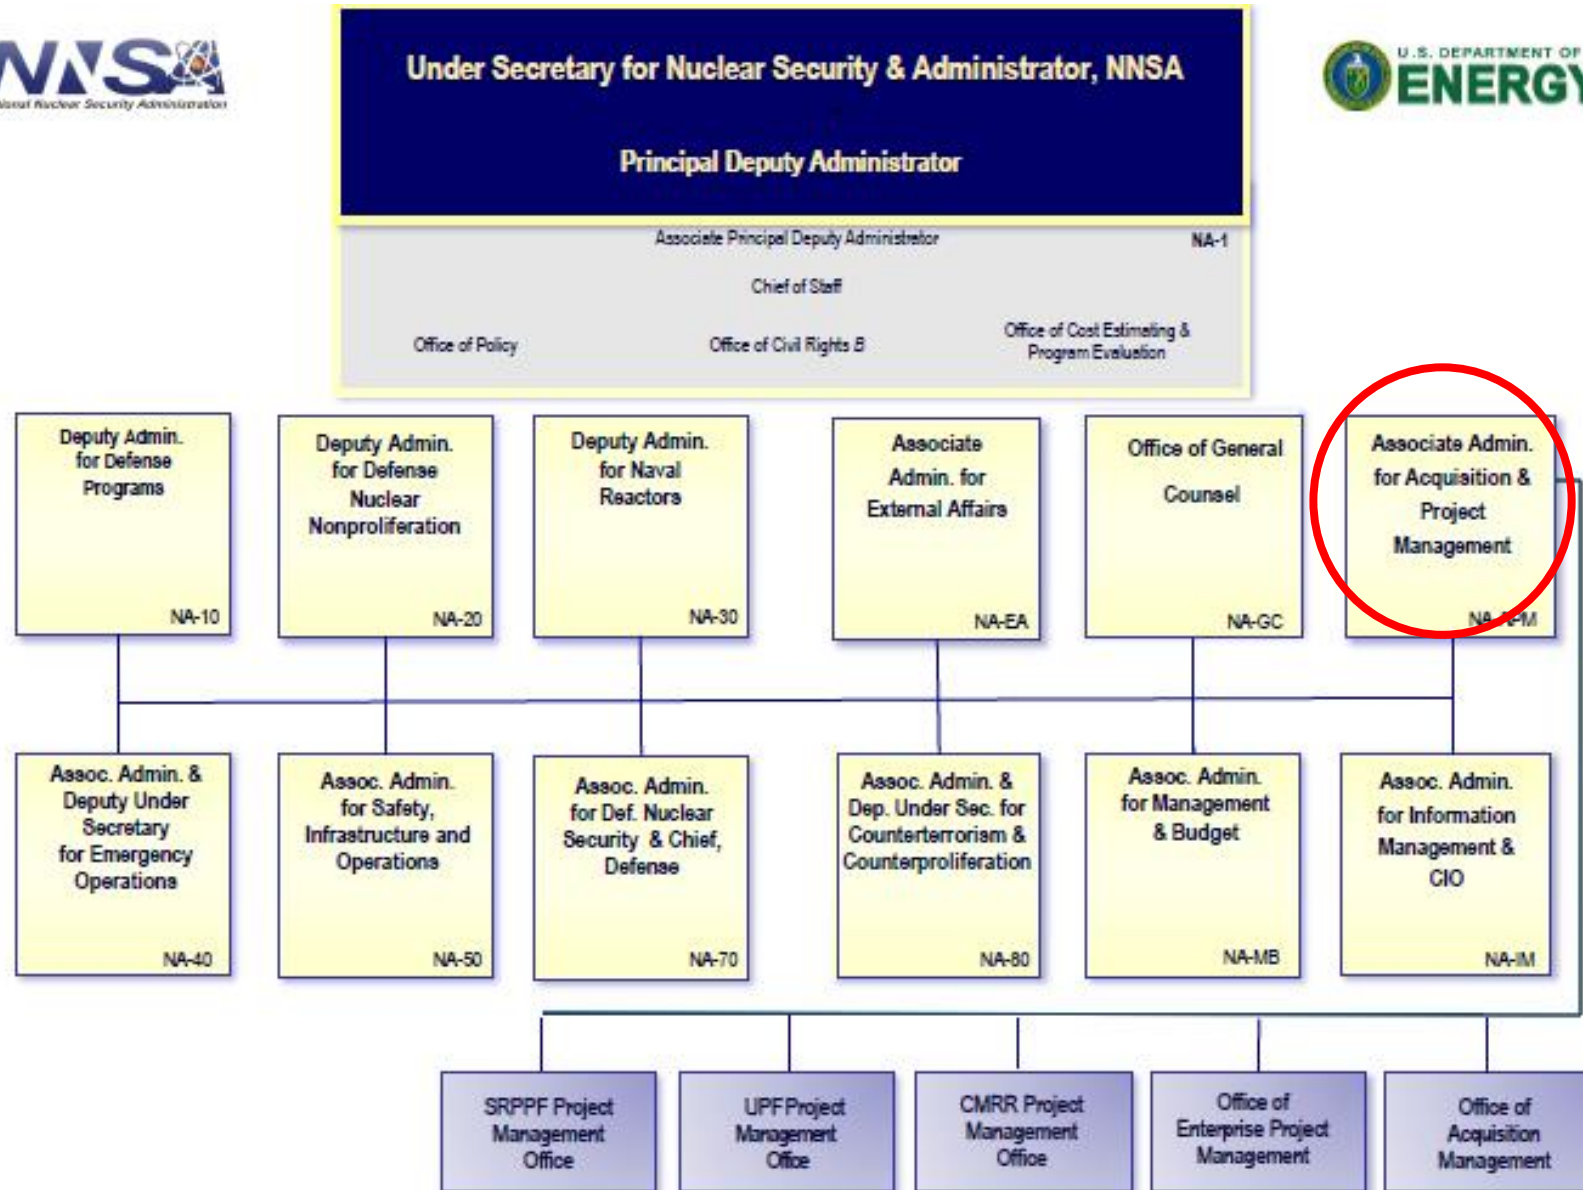 NNSA
ional Nuclear Security Administration
Under Secretary for Nuclear Security & Administrator, NNSA
Principal Deputy Administrator
U.S. DEPARTMENT OF
ENERGY
Associate Principal Deputy Administrator
NA-1
Chief of Staff
Office of Policy
Office of Civil Rights B
Office of Cost Estimating &
Program Evaluation
Deputy Admin.
for Defense
Programs
NA-10
Deputy Admin.
for Defense
Nuclear
Nonproliferation
NA-20
Deputy Admin.
for Naval
Reactors
NA-30
Associate
Admin. for
External Affairs
NA-EA
Office of General
Counsel
NA-GC
Associate Admin.
for Acquisition &
Project
Management
NA-APM
Assoc. Admin. &
Deputy Under
Secretary
for Emergency
Operations
NA-40
Assoc. Admin.
for Safety,
Infrastructure and
Operations
NA-50
Assoc. Admin.
for Def. Nuclear
Security & Chief,
Defense
NA-70
Assoc. Admin. &
Dep. Under Sec. for
Counterterrorism &
Counterproliferation
NA-80
Assoc. Admin.
for Management
& Budget
NA-MB
Assoc. Admin.
for Information
Management &
CIO
NA-IM
SRPPF Project
Management
Office
UPF Project
Management
Office
CMRR Project
Management
Office
Office of
Enterprise Project
Management
Office of
Acquisition
Management